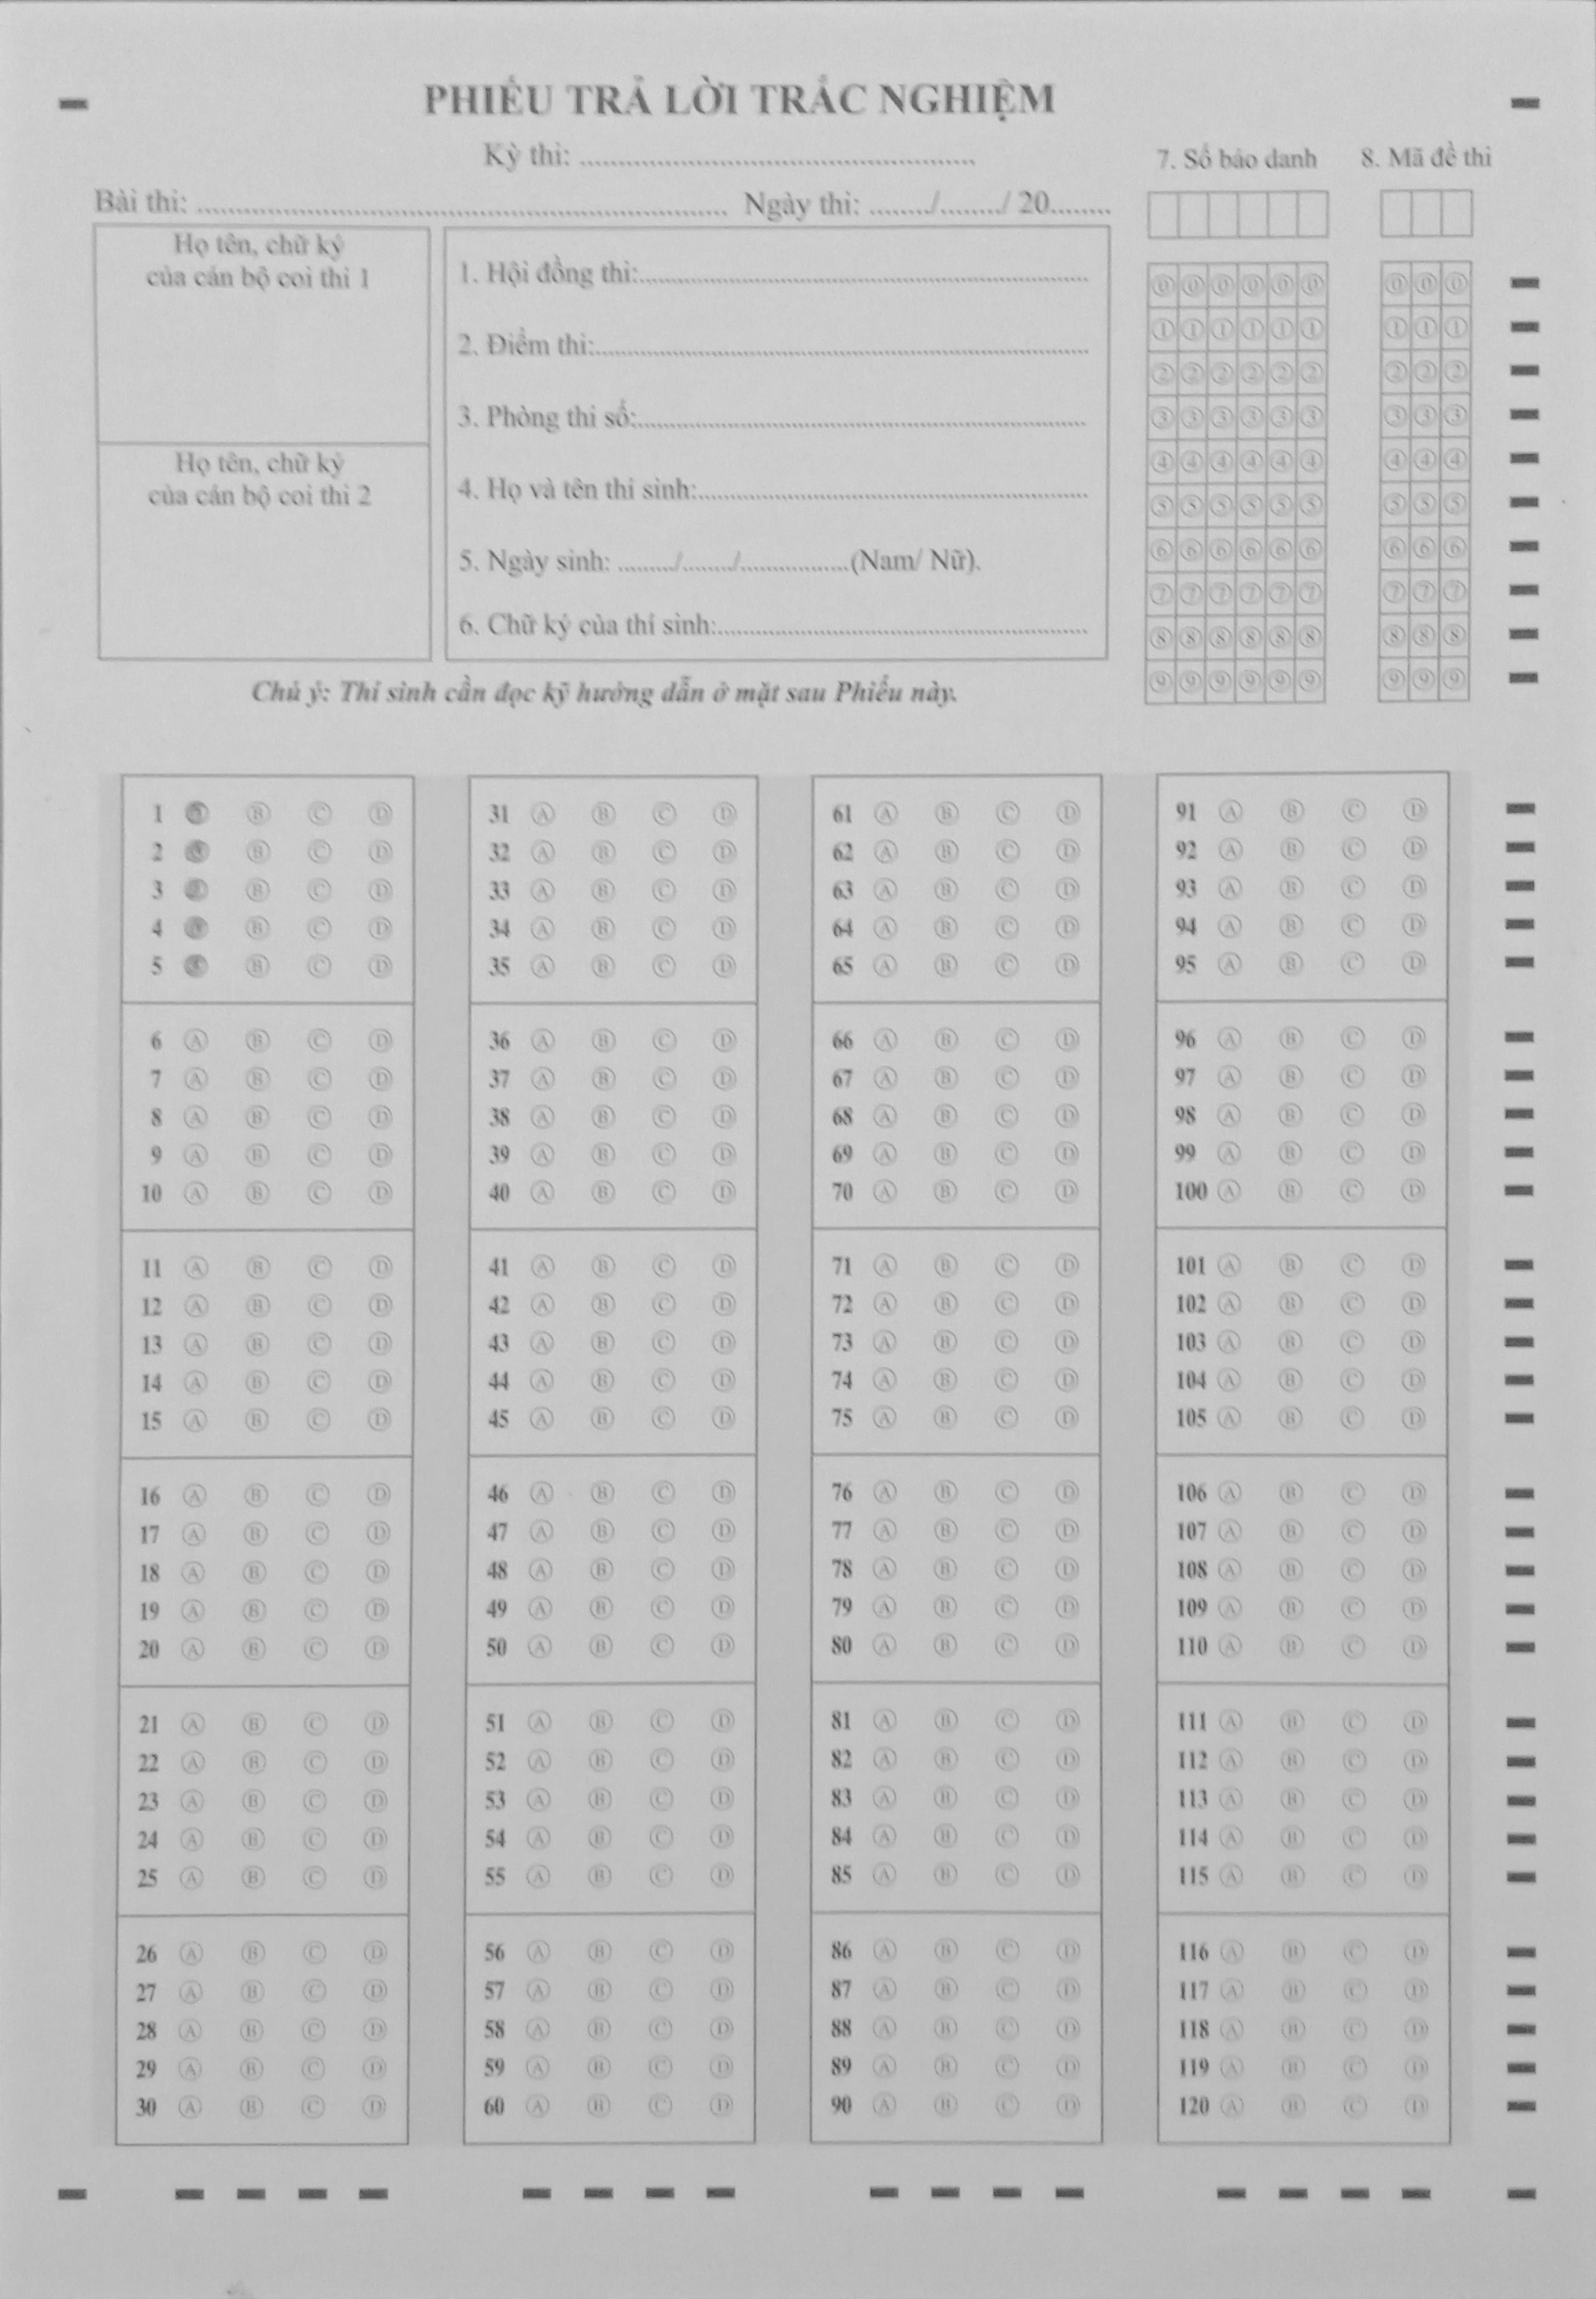 PHIẾU TRẢ LỜI TRẮC NGHIỆM
Kỳ thi: ..................................................
Bài thi: .................................................................... Ngày thi: ......../......../ 20........
7. Số báo danh 8. Mã đề thi
Họ tên, chữ ký
của cán bộ coi thi 1
Họ tên, chữ ký
của cán bộ coi thi 2
1. Hội đồng thi:..........................................................
2. Điểm thi:................................................................
3. Phòng thi số:..........................................................
4. Họ và tên thí sinh:..................................................
5. Ngày sinh: ......../......../.................(Nam/ Nữ).
6. Chữ ký của thí sinh:...............................................
0 0 0 0 0 0 0 0 0
1 1 1 1 1 1 1 1 1
2 2 2 2 2 2 2 2 2
3 3 3 3 3 3 3 3 3
4 4 4 4 4 4 4 4 4
5 5 5 5 5 5 5 5 5
6 6 6 6 6 6 6 6 6
7 7 7 7 7 7 7 7 7
8 8 8 8 8 8 8 8 8
9 9 9 9 9 9 9 9 9
Chú ý: Thí sinh cần đọc kỹ hướng dẫn ở mặt sau Phiếu này.
1 B C D
2 B C D
3 B C D
4 B C D
5 B C D
6 A B C D
7 A B C D
8 A B C D
9 A B C D
10 A B C D
11 A B C D
12 A B C D
13 A B C D
14 A B C D
15 A B C D
16 A B C D
17 A B C D
18 A B C D
19 A B C D
20 A B C D
21 A B C D
22 A B C D
23 A B C D
24 A B C D
25 A B C D
26 A B C D
27 A B C D
28 A B C D
29 A B C D
30 A B C D
31 A B C D
32 A B C D
33 A B C D
34 A B C D
35 A B C D
36 A B C D
37 A B C D
38 A B C D
39 A B C D
40 A B C D
41 A B C D
42 A B C D
43 A B C D
44 A B C D
45 A B C D
46 A B C D
47 A B C D
48 A B C D
49 A B C D
50 A B C D
51 A B C D
52 A B C D
53 A B C D
54 A B C D
55 A B C D
56 A B C D
57 A B C D
58 A B C D
59 A B C D
60 A B C D
61 A B C D
62 A B C D
63 A B C D
64 A B C D
65 A B C D
66 A B C D
67 A B C D
68 A B C D
69 A B C D
70 A B C D
71 A B C D
72 A B C D
73 A B C D
74 A B C D
75 A B C D
76 A B C D
77 A B C D
78 A B C D
79 A B C D
80 A B C D
81 A B C D
82 A B C D
83 A B C D
84 A B C D
85 A B C D
86 A B C D
87 A B C D
88 A B C D
89 A B C D
90 A B C D
91 A B C D
92 A B C D
93 A B C D
94 A B C D
95 A B C D
96 A B C D
97 A B C D
98 A B C D
99 A B C D
100 A B C D
101 A B C D
102 A B C D
103 A B C D
104 A B C D
105 A B C D
106 A B C D
107 A B C D
108 A B C D
109 A B C D
110 A B C D
111 A B C D
112 A B C D
113 A B C D
114 A B C D
115 A B C D
116 A B C D
117 A B C D
118 A B C D
119 A B C D
120 A B C D